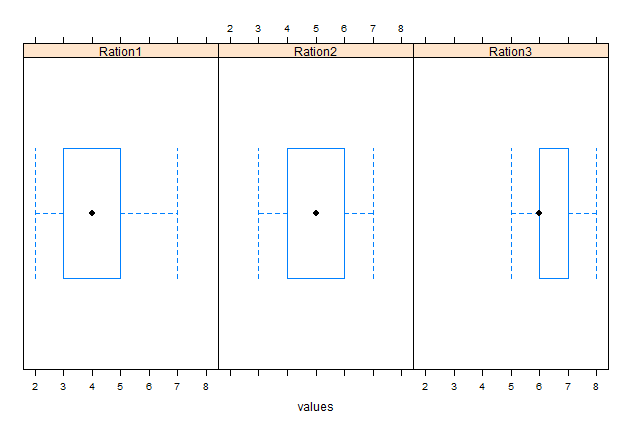 2 3 4 5 6 7 8
Ration1 Ration2 Ration3
2 3 4 5 6 7 8 2 3 4 5 6 7 8
values